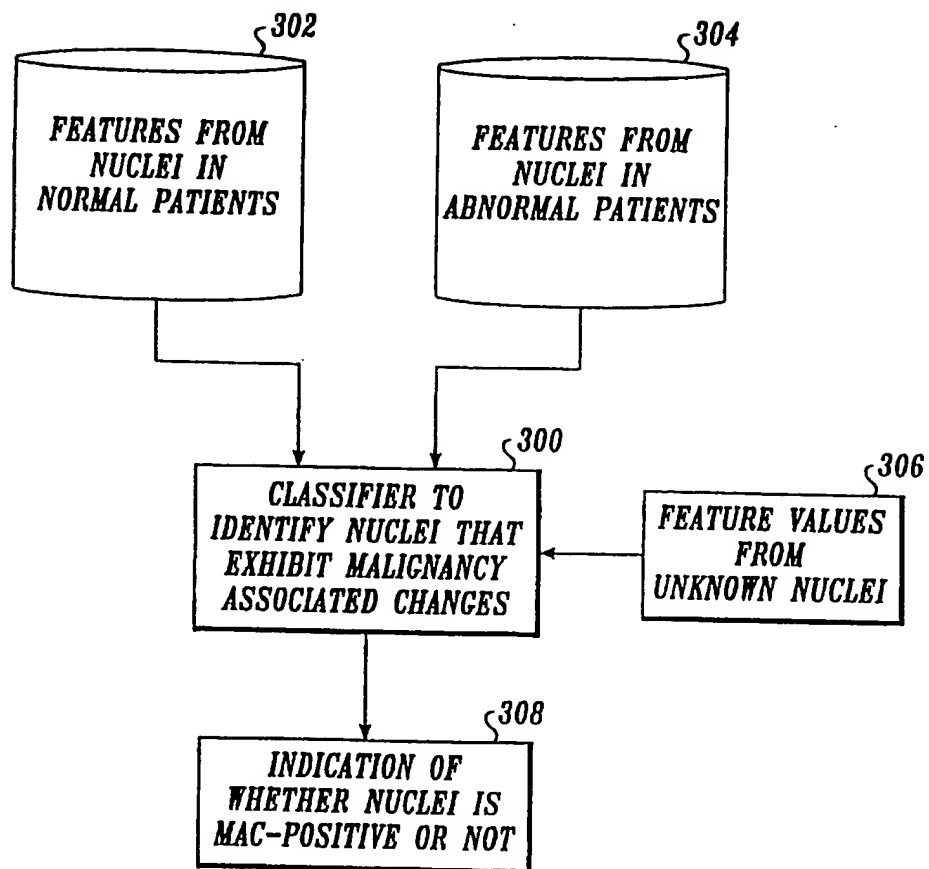 302
FEATURES FROM
NUCLEI IN
NORMAL PATIENTS
304
FEATURES FROM
NUCLEI IN
ABNORMAL PATIENTS
300
CLASSIFIER TO
IDENTIFY NUCLEI THAT
EXHIBIT MALIGNANCY
ASSOCIATED CHANGES
306
FEATURE VALUES
FROM
UNKNOWN NUCLEI
308
INDICATION OF
WHETHER NUCLEI IS
MAC-POSITIVE OR NOT